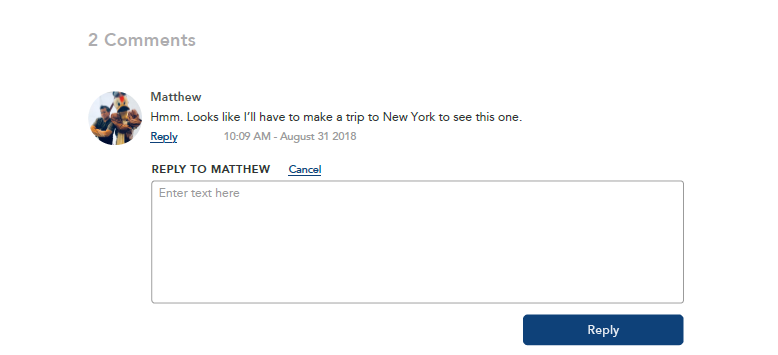 2 Comments
Matthew
Hmm. Looks like I'll have to make a trip to New York to see this one.
Reply 10:09 AM - August 31 2018
REPLY TO MATTHEW Cancel
Enter text here
Reply